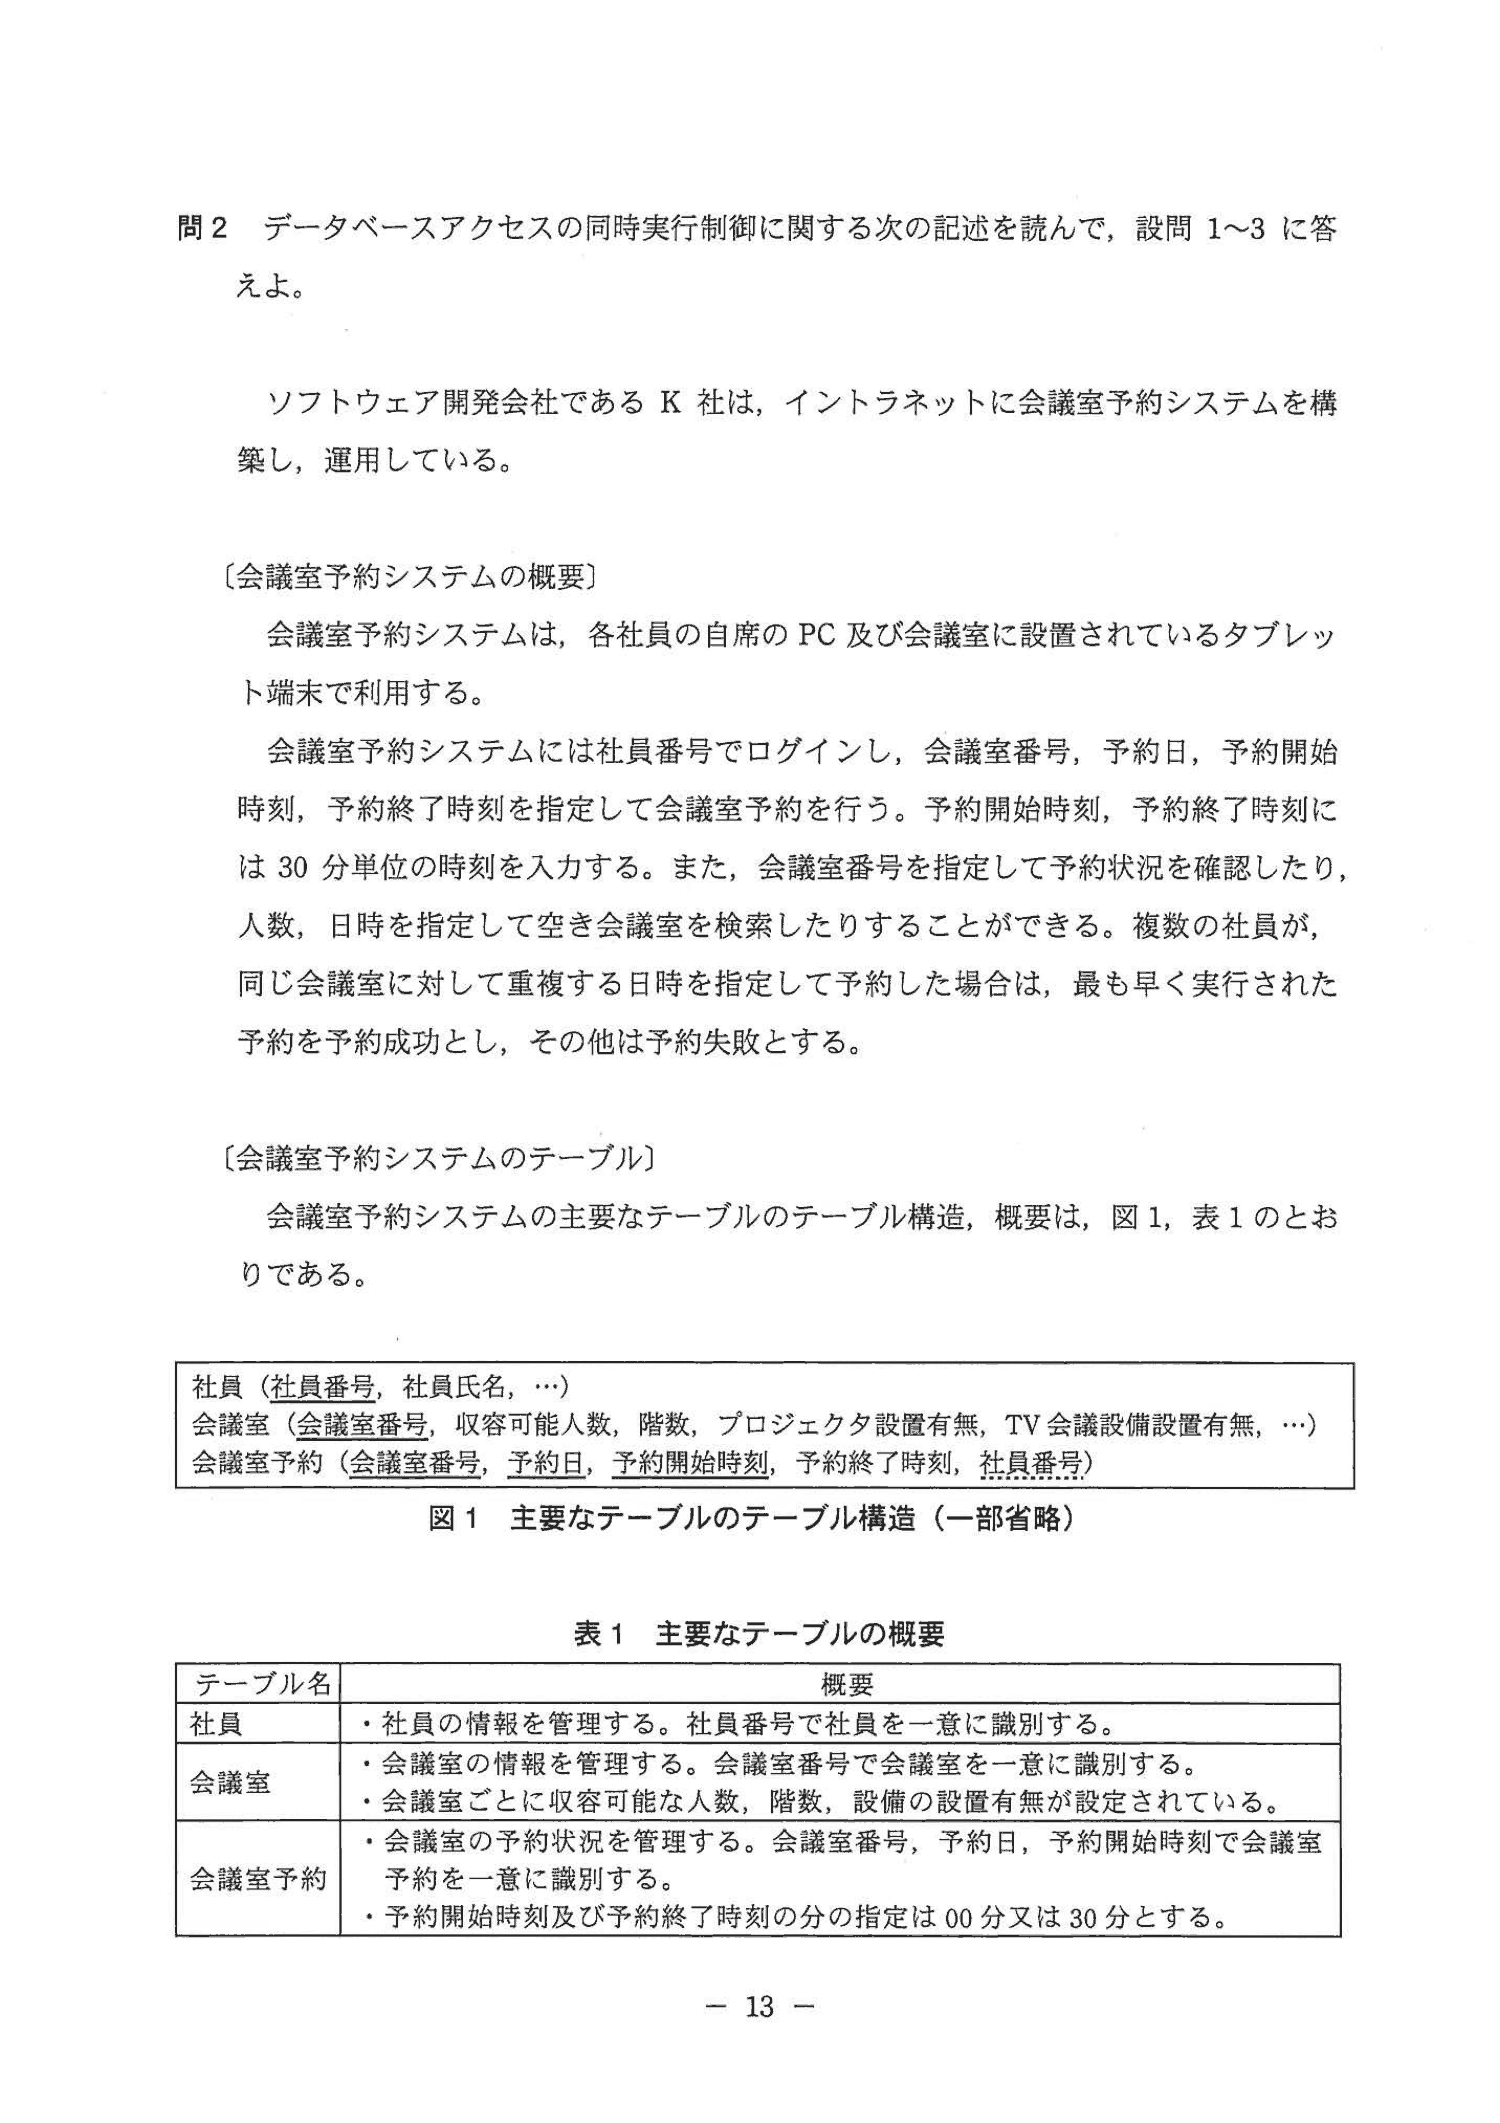 問2 データベースアクセスの同時実行制御に関する次の記述を読んで，設問 1～3 に答
えよ。
ソフトウェア開発会社である K 社は，イントラネットに会議室予約システムを構
築し，運用している。
〔会議室予約システムの概要〕
会議室予約システムは，各社員の自席の PC 及び会議室に設置されているタブレッ
ト端末で利用する。
会議室予約システムには社員番号でログインし，会議室番号，予約日，予約開始
時刻，予約終了時刻を指定して会議室予約を行う。予約開始時刻，予約終了時刻に
は 30 分単位の時刻を入力する。また，会議室番号を指定して予約状況を確認したり，
人数，日時を指定して空き会議室を検索したりすることができる。複数の社員が，
同じ会議室に対して重複する日時を指定して予約した場合は，最も早く実行された
予約を予約成功とし，その他は予約失敗とする。
〔会議室予約システムのテーブル〕
会議室予約システムの主要なテーブルのテーブル構造，概要は，図 1，表 1 のとお
りである。
社員（社員番号，社員氏名，…）
会議室（会議室番号，収容可能人数，階数，プロジェクタ設置有無，TV 会議設備設置有無，…）
会議室予約（会議室番号，予約日，予約開始時刻，予約終了時刻，社員番号）
図 1 主要なテーブルのテーブル構造（一部省略）
表 1 主要なテーブルの概要
テーブル名 概要
社員 ・社員の情報を管理する。社員番号で社員を一意に識別する。
会議室 ・会議室の情報を管理する。会議室番号で会議室を一意に識別する。
・会議室ごとに収容可能な人数，階数，設備の設置有無が設定されている。
会議室予約 ・会議室の予約状況を管理する。会議室番号，予約日，予約開始時刻で会議室
予約を一意に識別する。
・予約開始時刻及び予約終了時刻の分の指定は 00 分又は 30 分とする。
－ 13 －